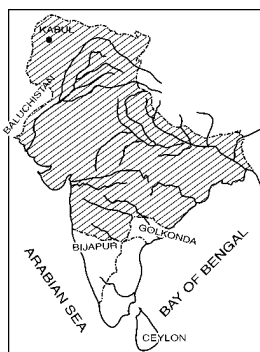 KABUL
BALUCHISTAN
GOLKONDA
BIJAPUR
ARABIAN SEA
BAY OF BENGAL
CEYLON